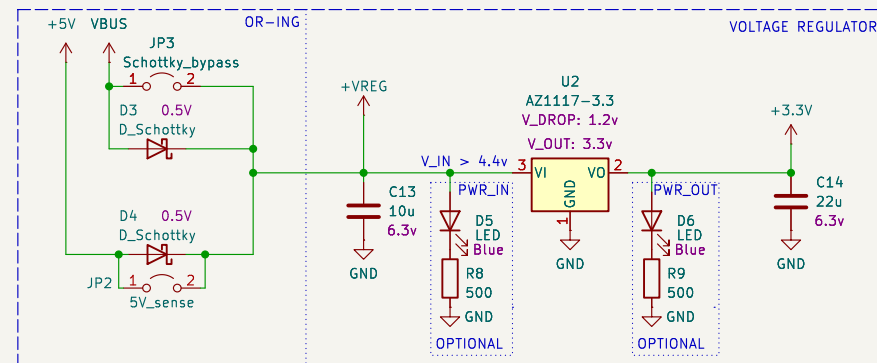 OR-ING
VOLTAGE REGULATOR
+5V
VBUS
JP3
Schottky_bypass
1
2
D3
0.5V
D_Schottky
D4
0.5V
D_Schottky
JP2
1
2
5V_sense
+VREG
C13
10u
6.3v
GND
V_IN > 4.4v
PWR_IN
D5
LED
Blue
R8
500
GND
OPTIONAL
U2
AZ1117-3.3
V_DROP: 1.2v
V_OUT: 3.3v
3
VI
VO
2
GND
1
GND
PWR_OUT
D6
LED
Blue
R9
500
GND
OPTIONAL
+3.3V
C14
22u
6.3v
GND